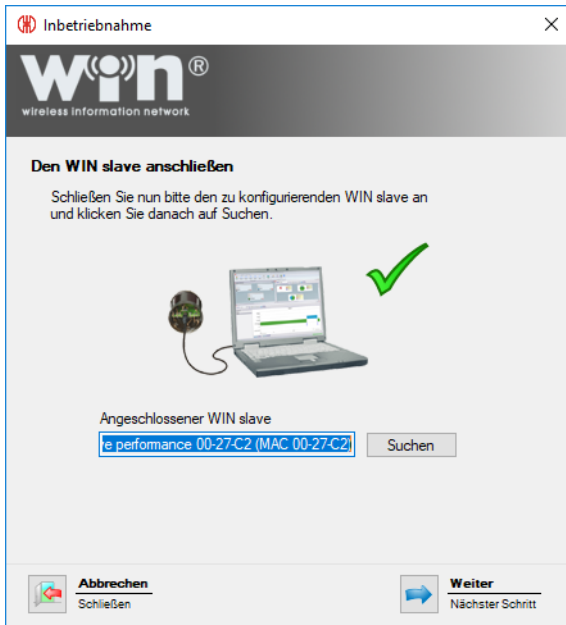 Inbetriebnahme
WIN®
wireless information network
Den WIN slave anschließen
Schließen Sie nun bitte den zu konfigurierenden WIN slave an
und klicken Sie danach auf Suchen.
Angeschlossener WIN slave
e performance 00-27-C2 (MAC 00-27-C2)
Suchen
Abbrechen
Schließen
Weiter
Nächster Schritt